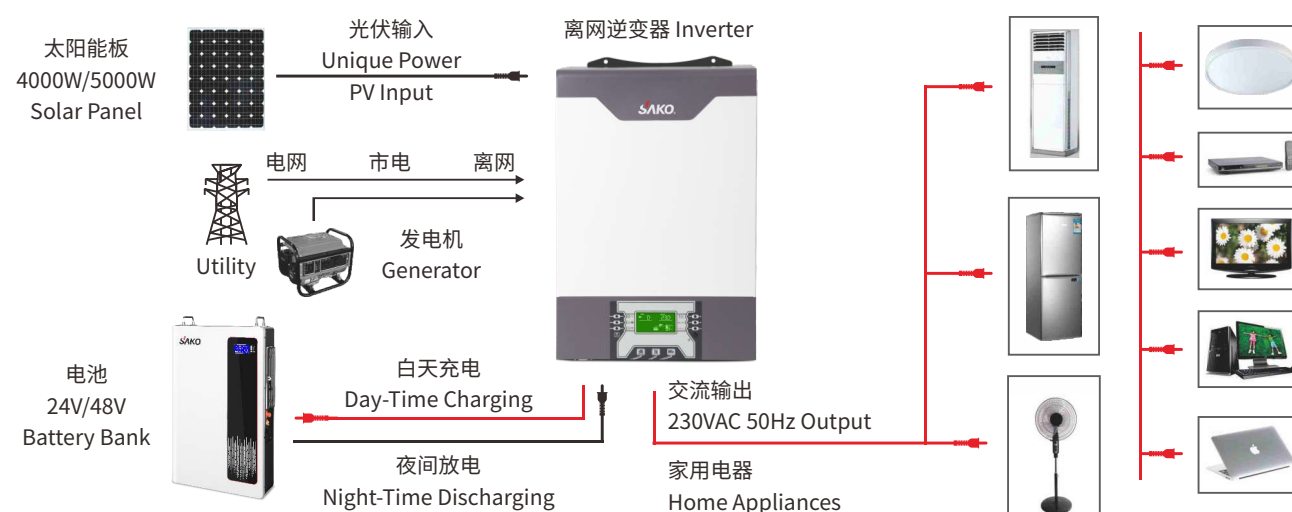 太阳能板
4000W/5000W
Solar Panel
光伏输入
Unique Power
PV Input
离网逆变器 Inverter
SAKO
电网 市电 离网
Utility
发电机
Generator
SAKO
电池
24V/48V
Battery Bank
白天充电
Day-Time Charging
夜间放电
Night-Time Discharging
交流输出
230VAC 50Hz Output
家用电器
Home Appliances